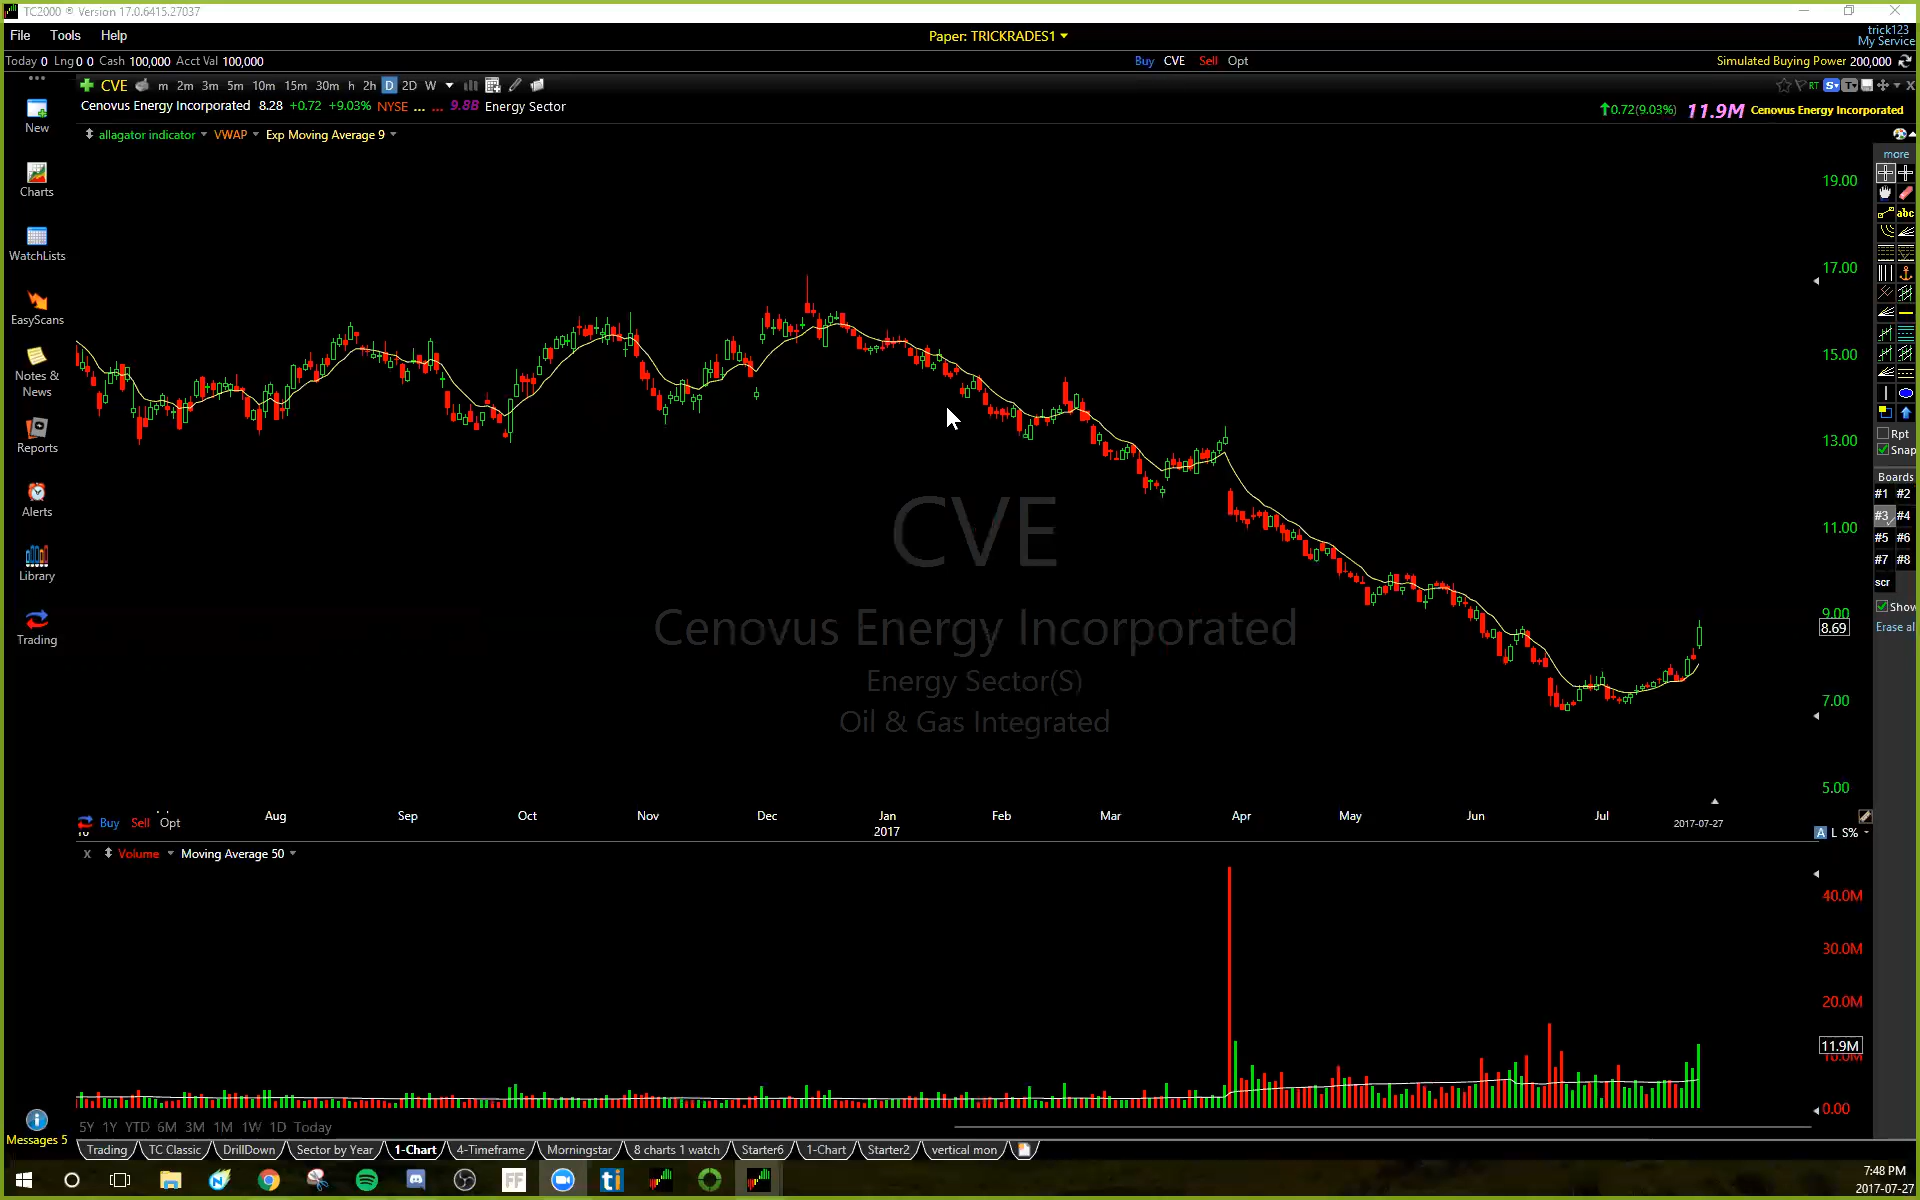 TC2000 ® Version 17.0.6415.27037
File Tools Help
Paper: TRICKRADES1
trick123
My Service
Today 0 Lng 0 0 Cash 100,000 Acct Val 100,000
Buy CVE Sell Opt
Simulated Buying Power 200,000
CVE m 2m 3m 5m 10m 15m 30m h 2h D 2D W
RT
X
Cenovus Energy Incorporated 8.28 +0.72 +9.03% NYSE ... ... 9.8B Energy Sector
0.72(9.03%) 11.9M Cenovus Energy Incorporated
allagator indicator VWAP Exp Moving Average 9
New
Charts
WatchLists
EasyScans
Notes & News
Reports
Alerts
Library
Trading
more
abc
Rpt
Snap
Boards
#1 #2
#3 #4
#5 #6
#7 #8
scr
Show
Erase al
19.00
17.00
15.00
13.00
11.00
9.00
8.69
7.00
5.00
CVE
Cenovus Energy Incorporated
Energy Sector(S)
Oil & Gas Integrated
Aug Sep Oct Nov Dec Jan Feb Mar Apr May Jun Jul
2017
2017-07-27
Buy Sell Opt
A L S%
X Volume Moving Average 50
40.0M
30.0M
20.0M
11.9M
0.00
5Y 1Y YTD 6M 3M 1M 1W 1D Today
Messages 5
Trading TC Classic DrillDown Sector by Year 1-Chart 4-Timeframe Morningstar 8 charts 1 watch Starter6 1-Chart Starter2 vertical mon
FF
ti
7:48 PM
2017-07-27